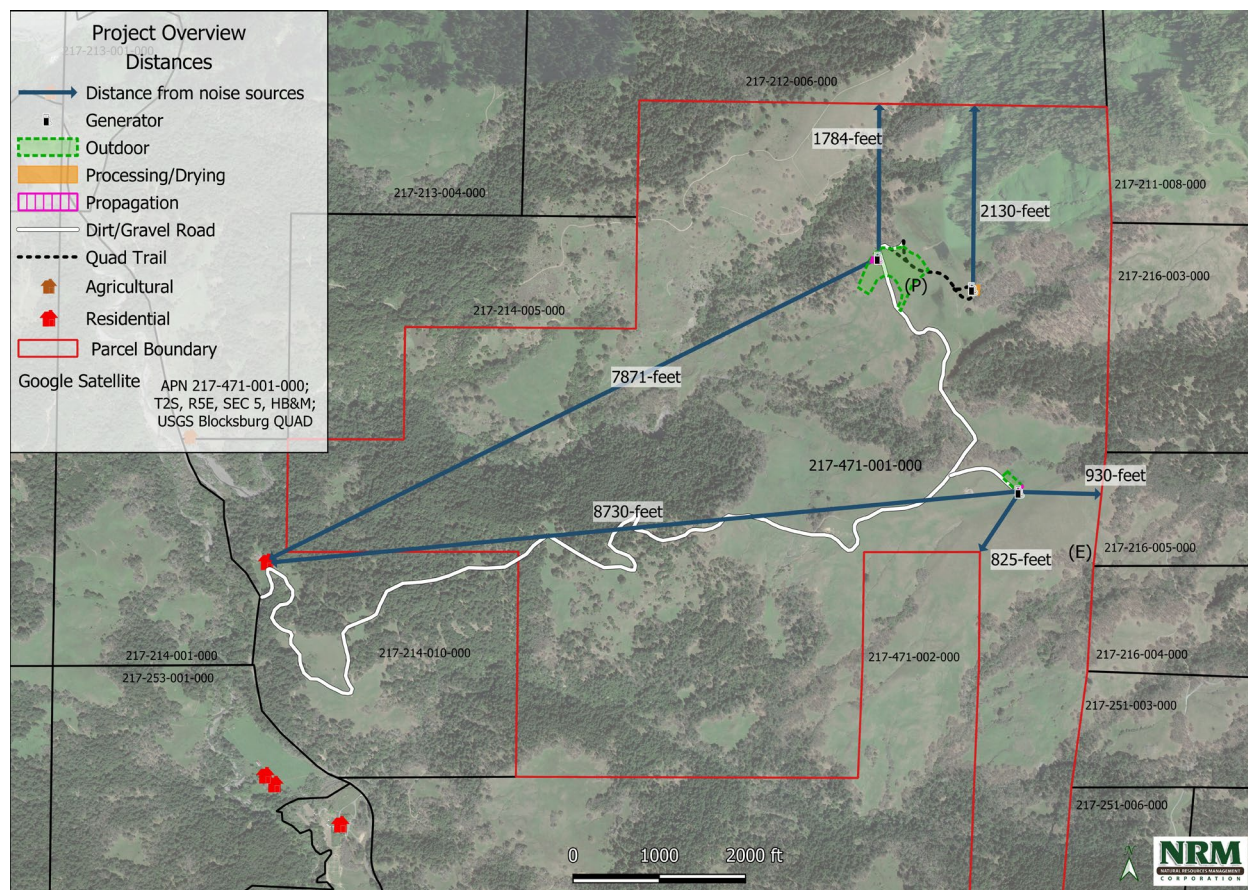 Project Overview
Distances
217-213-001-000
Distance from noise sources
Generator
Outdoor
Processing/Drying
Propagation
Dirt/Gravel Road
Quad Trail
Agricultural
Residential
Parcel Boundary
Google Satellite
APN 217-471-001-000;
T2S, R5E, SEC 5, HB&M;
USGS Blocksburg QUAD
217-212-006-000
1784-feet
217-213-004-000
217-211-008-000
2130-feet
217-216-003-000
(P)
217-214-005-000
7871-feet
217-471-001-000
930-feet
8730-feet
217-216-005-000
(E)
825-feet
217-214-001-000
217-214-010-000
217-471-002-000
217-216-004-000
217-253-001-000
217-251-003-000
217-251-006-000
0 1000 2000 ft
N
NRM
NATURAL RESOURCES MANAGEMENT
CORPORATION